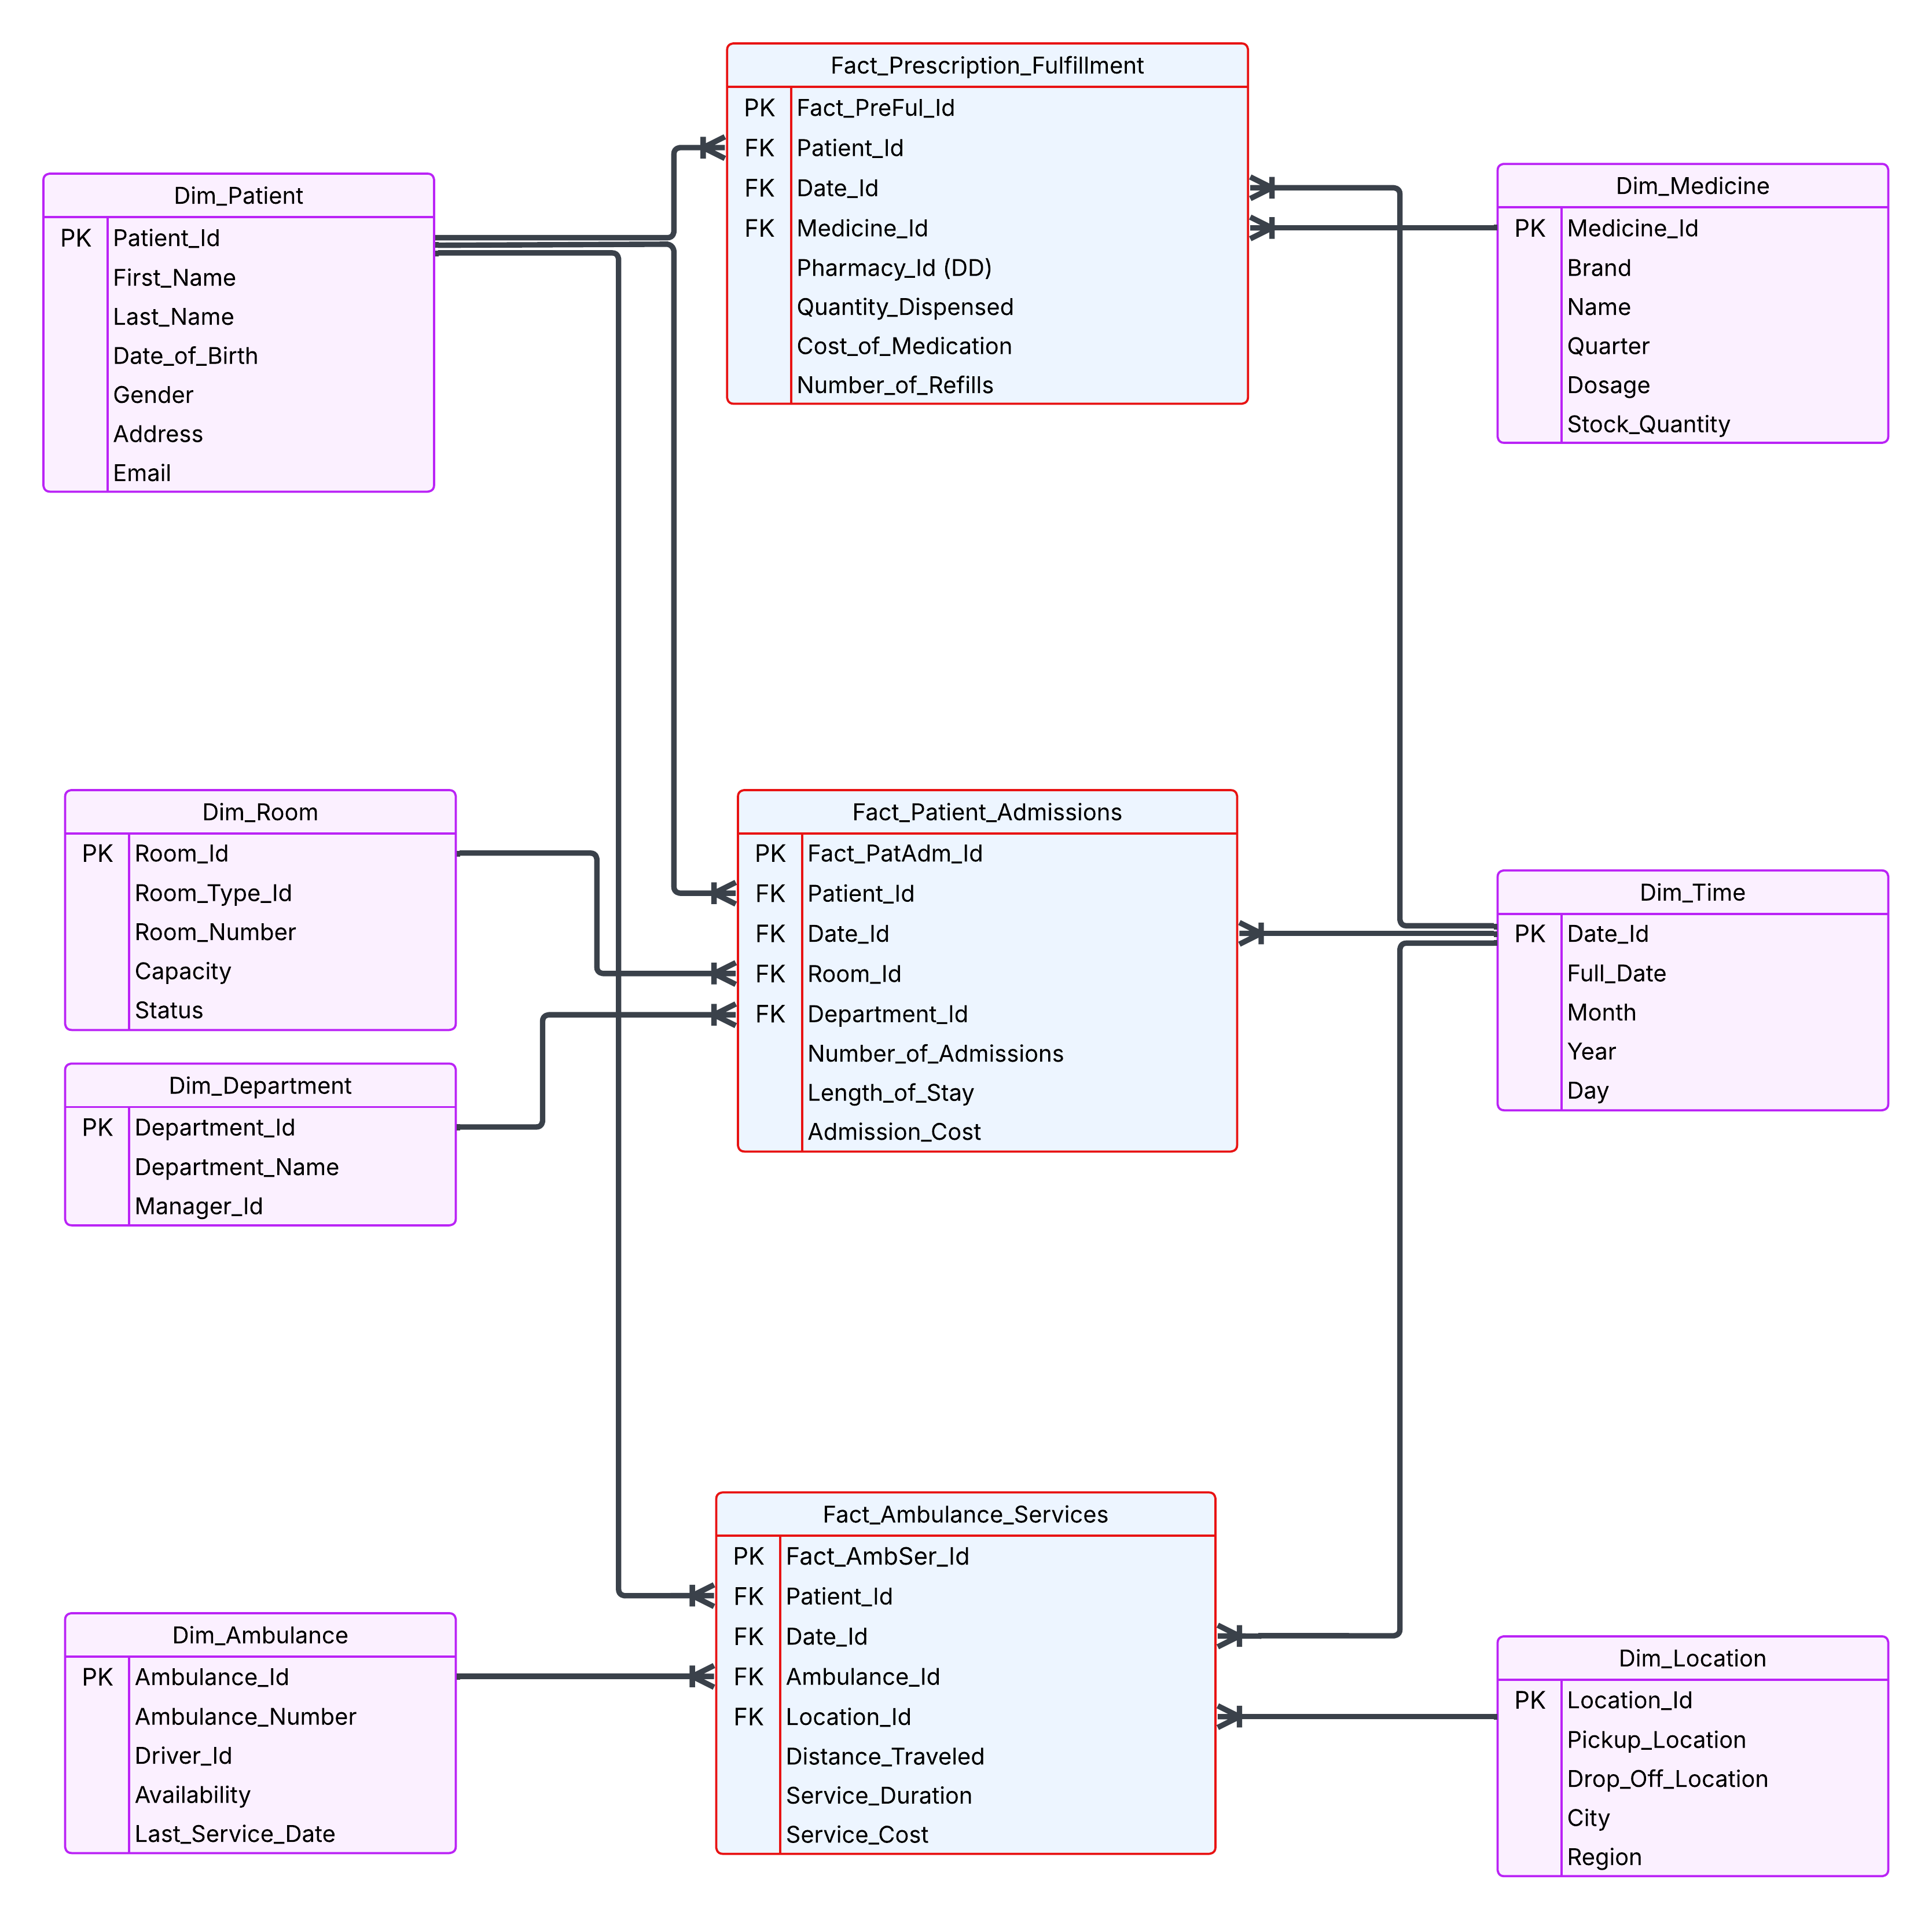 Fact_Prescription_Fulfillment
PK Fact_PreFul_Id
FK Patient_Id
FK Date_Id
FK Medicine_Id
Pharmacy_Id (DD)
Quantity_Dispensed
Cost_of_Medication
Number_of_Refills
Dim_Patient
PK Patient_Id
First_Name
Last_Name
Date_of_Birth
Gender
Address
Email
Dim_Medicine
PK Medicine_Id
Brand
Name
Quarter
Dosage
Stock_Quantity
Dim_Room
PK Room_Id
Room_Type_Id
Room_Number
Capacity
Status
Fact_Patient_Admissions
PK Fact_PatAdm_Id
FK Patient_Id
FK Date_Id
FK Room_Id
FK Department_Id
Number_of_Admissions
Length_of_Stay
Admission_Cost
Dim_Time
PK Date_Id
Full_Date
Month
Year
Day
Dim_Department
PK Department_Id
Department_Name
Manager_Id
Fact_Ambulance_Services
PK Fact_AmbSer_Id
FK Patient_Id
FK Date_Id
FK Ambulance_Id
FK Location_Id
Distance_Traveled
Service_Duration
Service_Cost
Dim_Ambulance
PK Ambulance_Id
Ambulance_Number
Driver_Id
Availability
Last_Service_Date
Dim_Location
PK Location_Id
Pickup_Location
Drop_Off_Location
City
Region